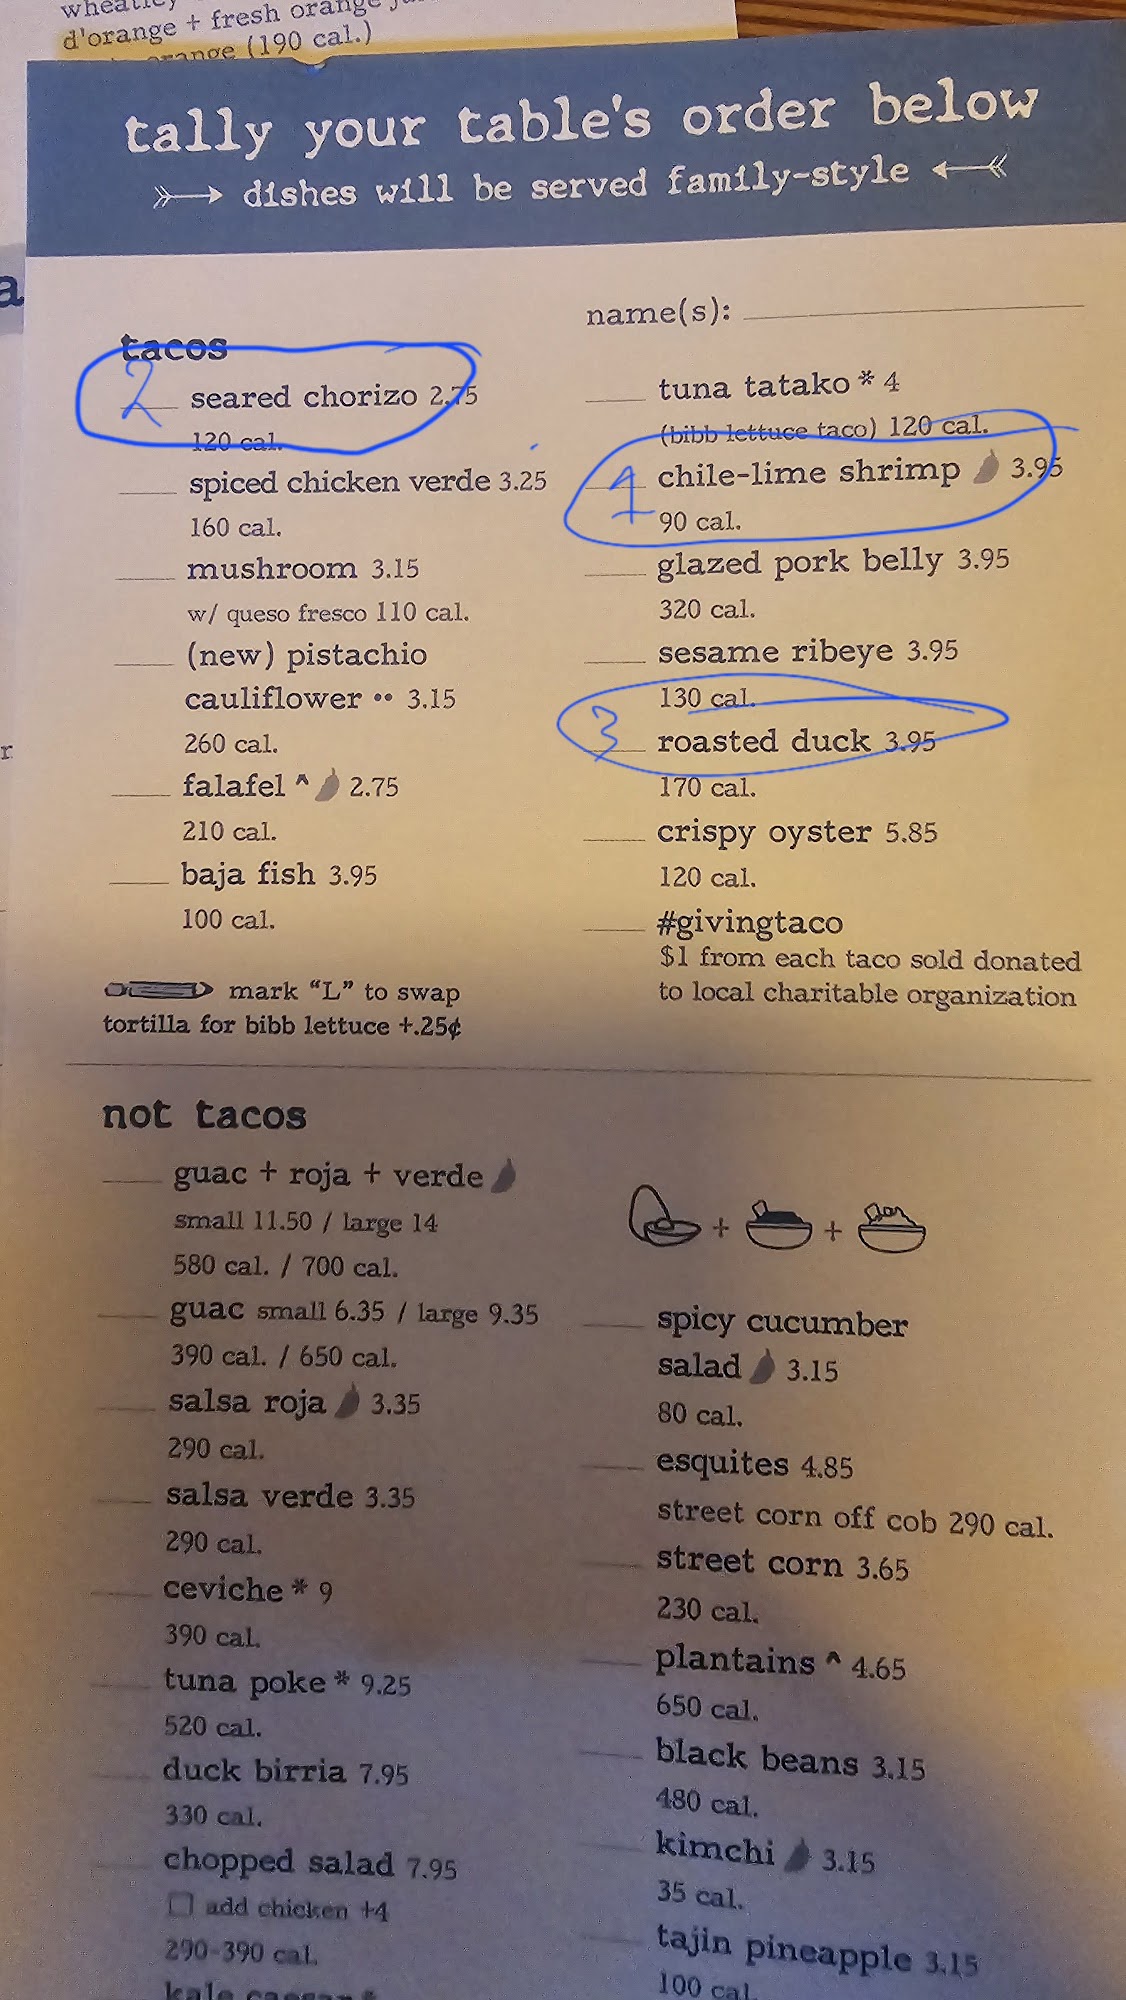 d'orange + fresh orange
orange (190 cal.)
tally your table's order below
dishes will be served family-style
name(s):
tacos
2 seared chorizo 2.75
120 cal.
spiced chicken verde 3.25
160 cal.
mushroom 3.15
w/ queso fresco 110 cal.
(new) pistachio
cauliflower •• 3.15
260 cal.
falafel ^ 2.75
210 cal.
baja fish 3.95
100 cal.
mark “L” to swap
tortilla for bibb lettuce +.25¢
tuna tatako * 4
(bibb lettuce taco) 120 cal.
1 chile-lime shrimp 3.95
90 cal.
glazed pork belly 3.95
320 cal.
sesame ribeye 3.95
130 cal.
3 roasted duck 3.95
170 cal.
crispy oyster 5.85
120 cal.
#givingtaco
$1 from each taco sold donated
to local charitable organization
not tacos
guac + roja + verde
small 11.50 / large 14
580 cal. / 700 cal.
guac small 6.35 / large 9.35
390 cal. / 650 cal.
salsa roja 3.35
290 cal.
salsa verde 3.35
290 cal.
ceviche * 9
390 cal.
tuna poke * 9.25
520 cal.
duck birria 7.95
330 cal.
chopped salad 7.95
add chicken +4
290-390 cal.
kale caesar *
+ +
spicy cucumber
salad 3.15
80 cal.
esquites 4.85
street corn off cob 290 cal.
street corn 3.65
230 cal.
plantains ^ 4.65
650 cal.
black beans 3.15
480 cal.
kimchi 3.15
35 cal.
tajin pineapple 3.15
100 cal.